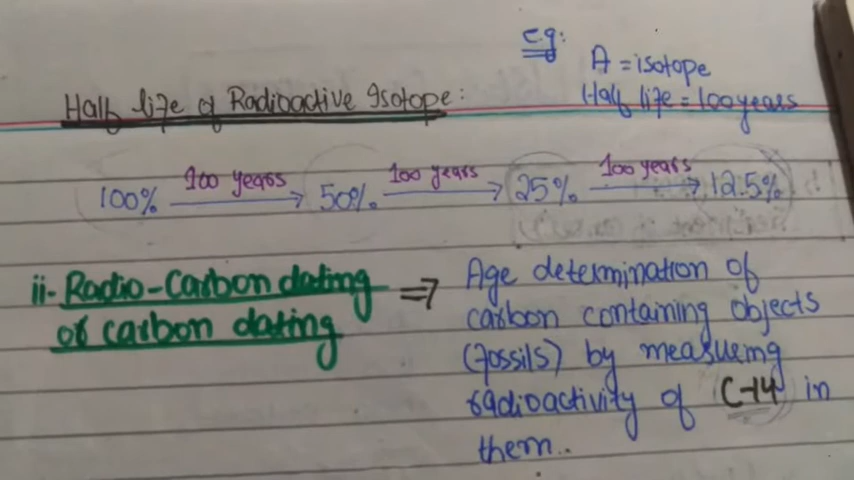 e.g:
A = isotope
Half life = 100 years
Half life of Radioactive Isotope:
100% 100 years → 50% 100 years → 25% 100 years → 12.5%
ii- Radio-Carbon dating
or carbon dating
⇒ Age determination of
carbon containing objects
(fossils) by measueing
radioactivity of C-14 in
them..